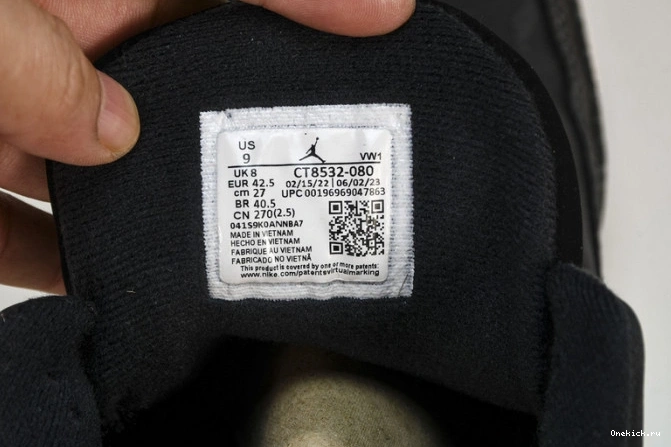 US
9
VW1
UK 8 CT8532-080
EUR 42.5 02/15/22 | 06/02/23
cm 27 UPC 00196969047863
BR 40.5
CN 270(2.5)
041S9K0ANNBA7
MADE IN VIETNAM
HECHO EN VIETNAM
FABRIQUE AU VIETNAM
FABRICADO NO VIETNÃ
This product is covered by one or more patents:
www.nike.com/patentsvirtualmarking
Onekick.ru